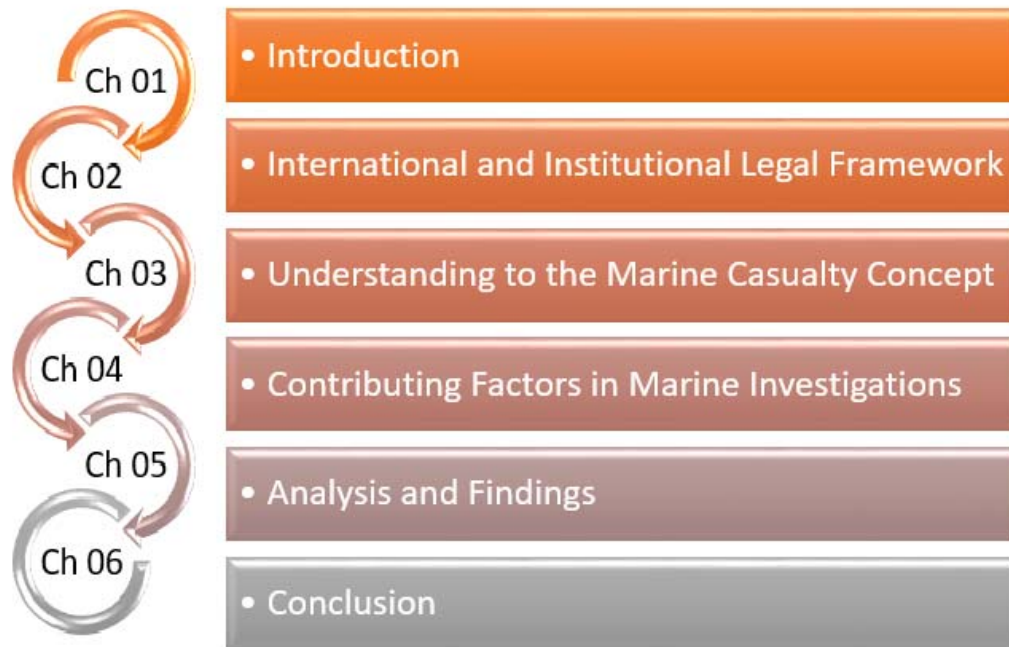 Ch 01
• Introduction
Ch 02
• International and Institutional Legal Framework
Ch 03
• Understanding to the Marine Casualty Concept
Ch 04
• Contributing Factors in Marine Investigations
Ch 05
• Analysis and Findings
Ch 06
• Conclusion